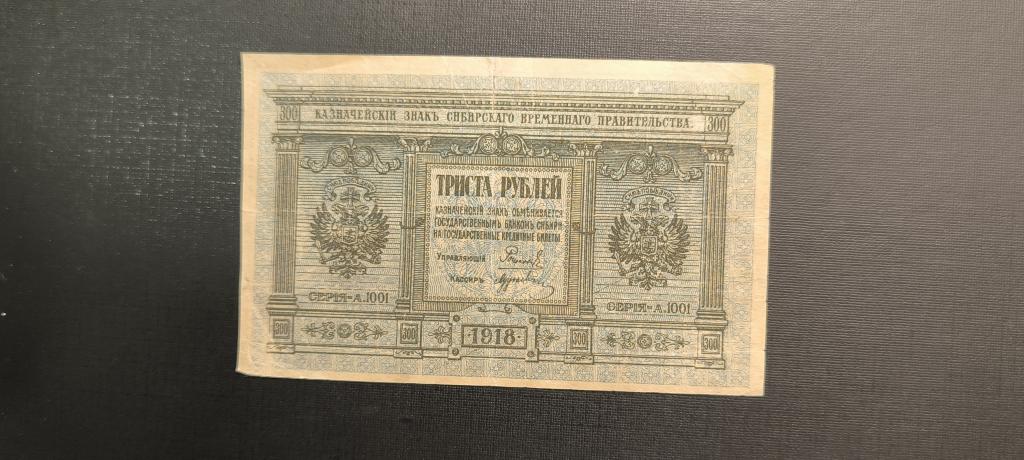 300 КАЗНАЧЕЙСКІЙ ЗНАКЪ СИБИРСКАГО ВРЕМЕННАГО ПРАВИТЕЛЬСТВА 300
ТРИСТА РУБЛЕЙ
КАЗНАЧЕЙСКІЙ ЗНАКЪ ОБМѢНИВАЕТСЯ
ГОСУДАРСТВЕННЫМЪ БАНКОМЪ СИБИРИ
НА ГОСУДАРСТВЕННЫЕ КРЕДИТНЫЕ БИЛЕТЫ.
УПРАВЛЯЮЩІЙ
КАССИРЪ
СЕРІЯ-А.1001 СЕРІЯ-А.1001
300 300 1918 300 300